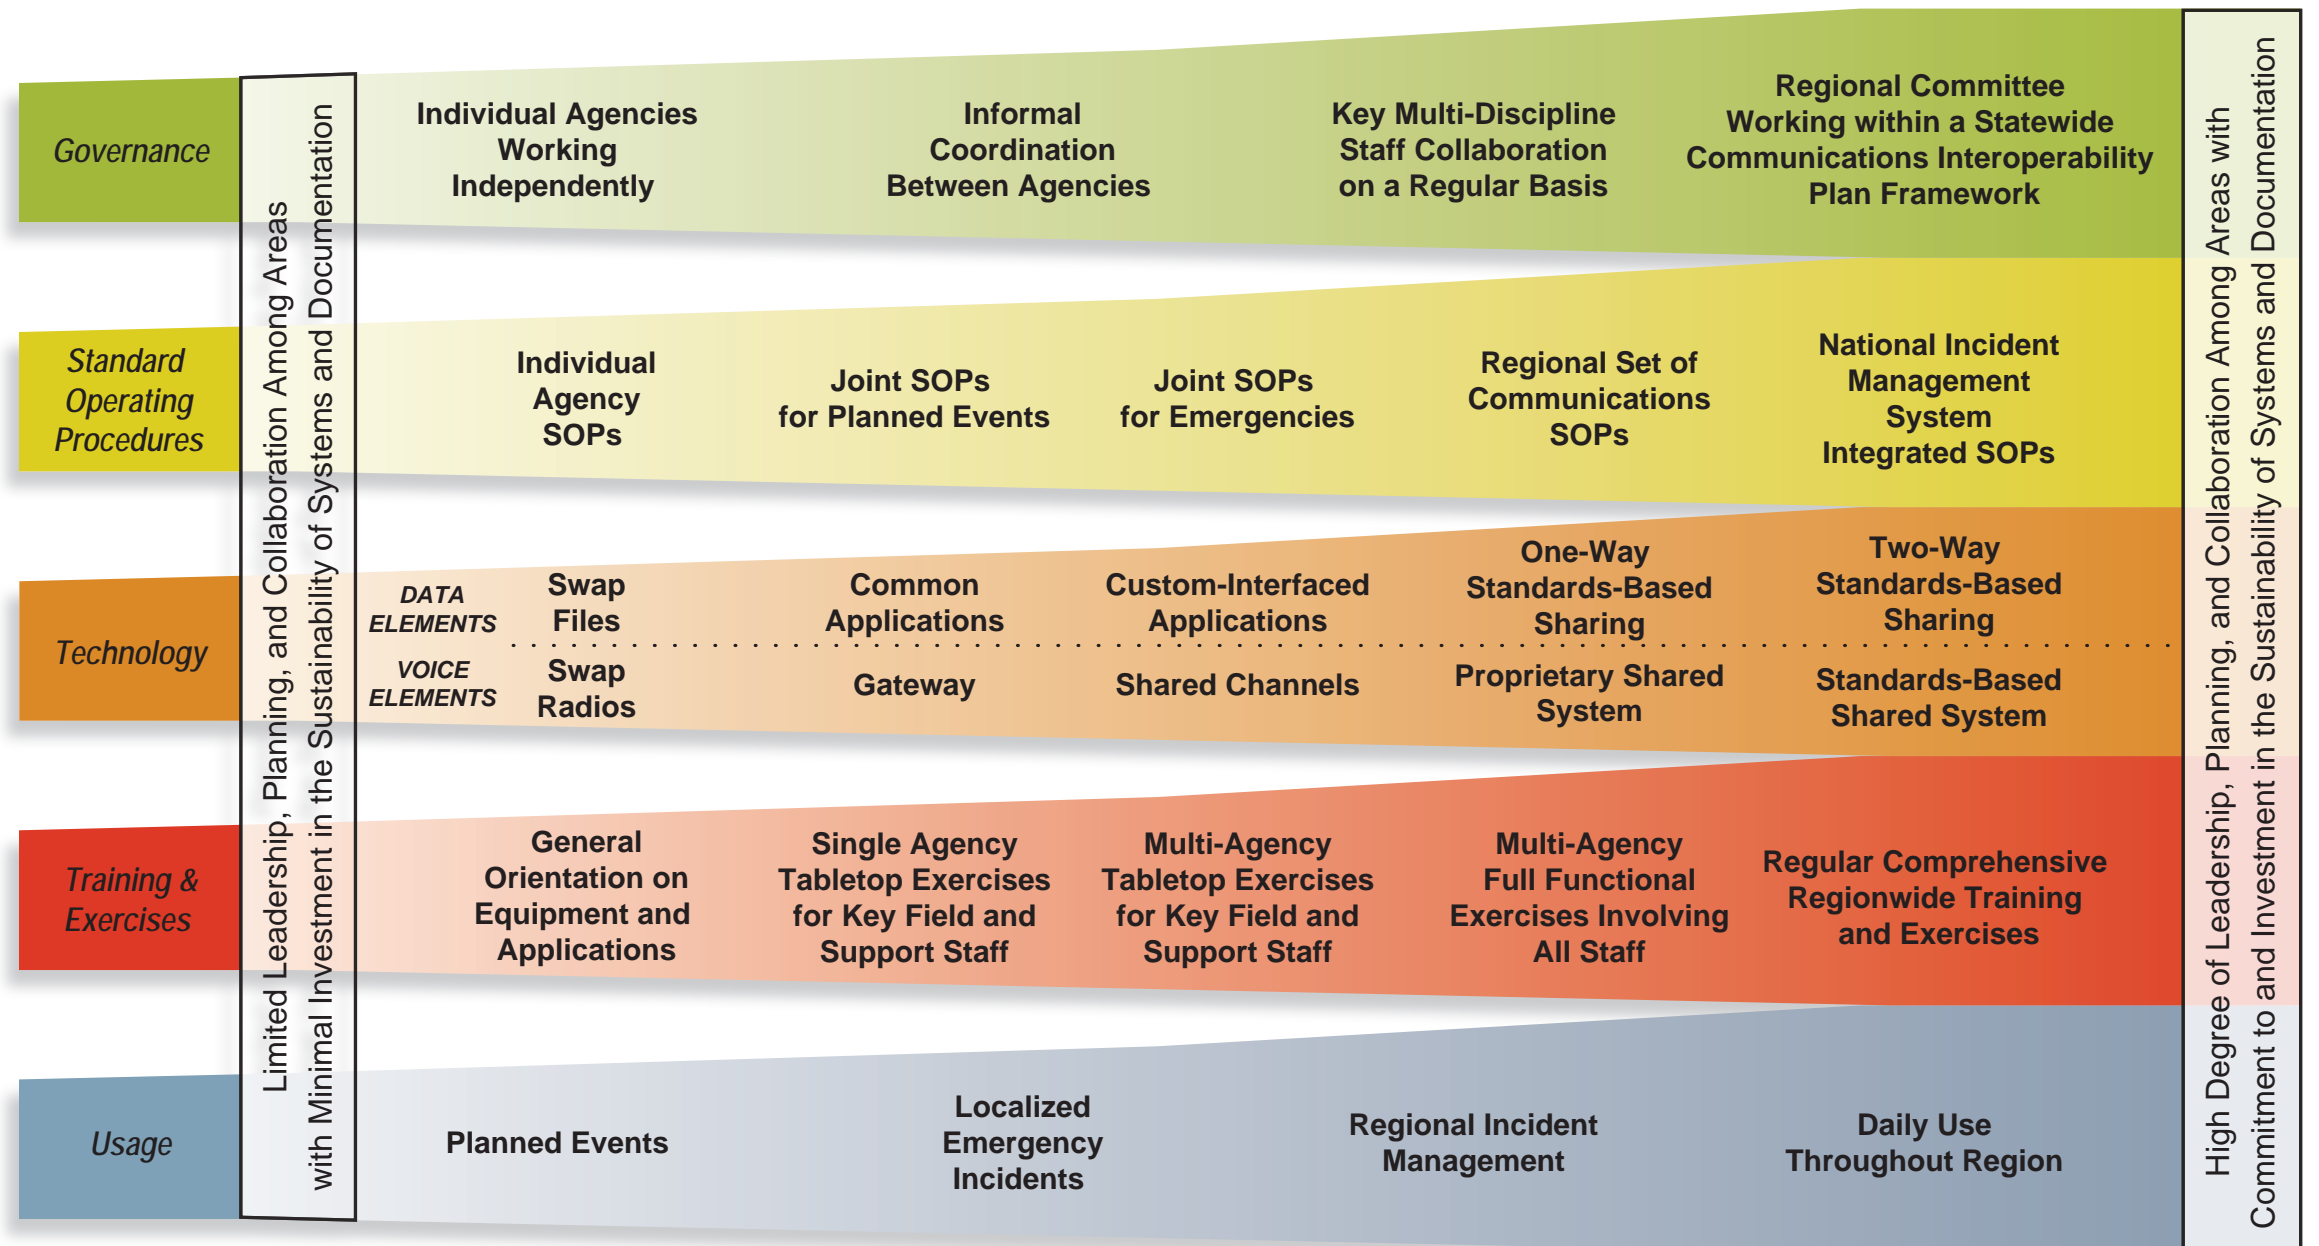 Governance
Individual Agencies
Working
Independently
Informal
Coordination
Between Agencies
Key Multi-Discipline
Staff Collaboration
on a Regular Basis
Regional Committee
Working within a Statewide
Communications Interoperability
Plan Framework
Standard
Operating
Procedures
Individual
Agency
SOPs
Joint SOPs
for Planned Events
Joint SOPs
for Emergencies
Regional Set of
Communications
SOPs
National Incident
Management
System
Integrated SOPs
Technology
DATA
ELEMENTS
Swap
Files
Common
Applications
Custom-Interfaced
Applications
One-Way
Standards-Based
Sharing
Two-Way
Standards-Based
Sharing
VOICE
ELEMENTS
Swap
Radios
Gateway
Shared Channels
Proprietary Shared
System
Standards-Based
Shared System
Training &
Exercises
General
Orientation on
Equipment and
Applications
Single Agency
Tabletop Exercises
for Key Field and
Support Staff
Multi-Agency
Tabletop Exercises
for Key Field and
Support Staff
Multi-Agency
Full Functional
Exercises Involving
All Staff
Regular Comprehensive
Regionwide Training
and Exercises
Usage
Planned Events
Localized
Emergency
Incidents
Regional Incident
Management
Daily Use
Throughout Region
Limited Leadership, Planning, and Collaboration Among Areas
with Minimal Investment in the Sustainability of Systems and Documentation
High Degree of Leadership, Planning, and Collaboration Among Areas with
Commitment to and Investment in the Sustainability of Systems and Documentation